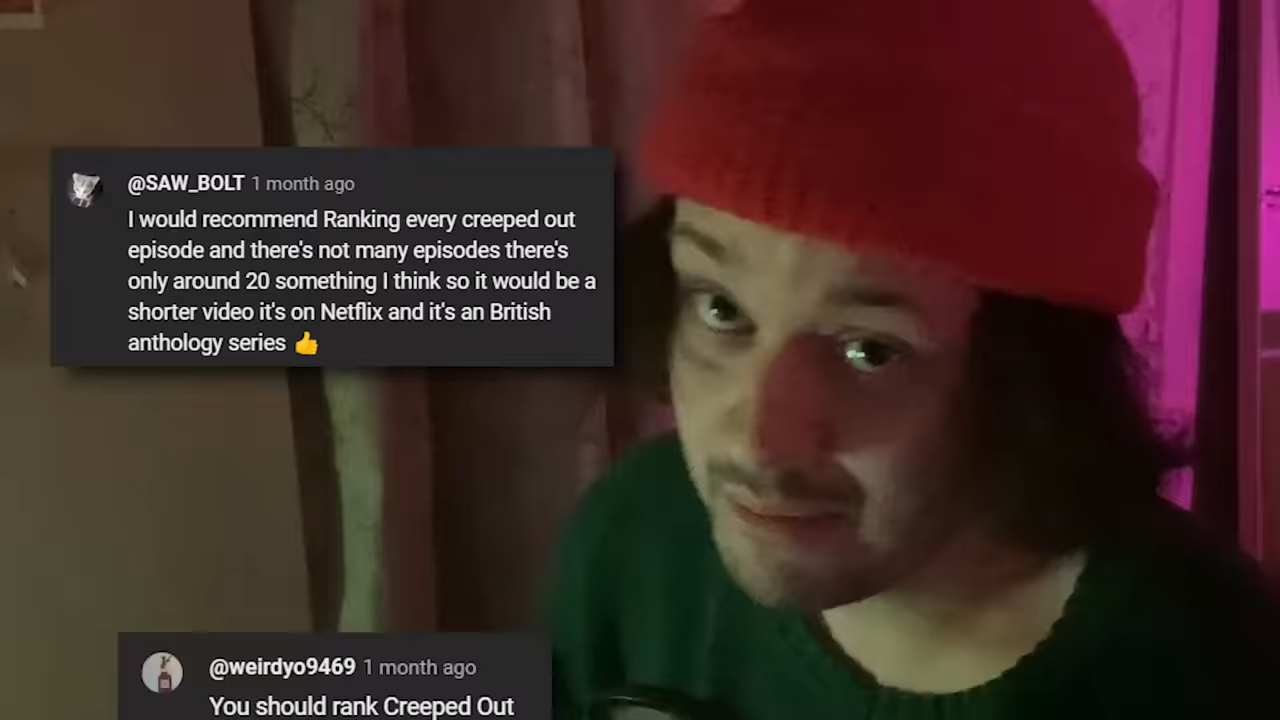 @SAW_BOLT 1 month ago
I would recommend Ranking every creeped out
episode and there's not many episodes there's
only around 20 something I think so it would be a
shorter video it's on Netflix and it's an British
anthology series 👍
@weirdyo9469 1 month ago
You should rank Creeped Out